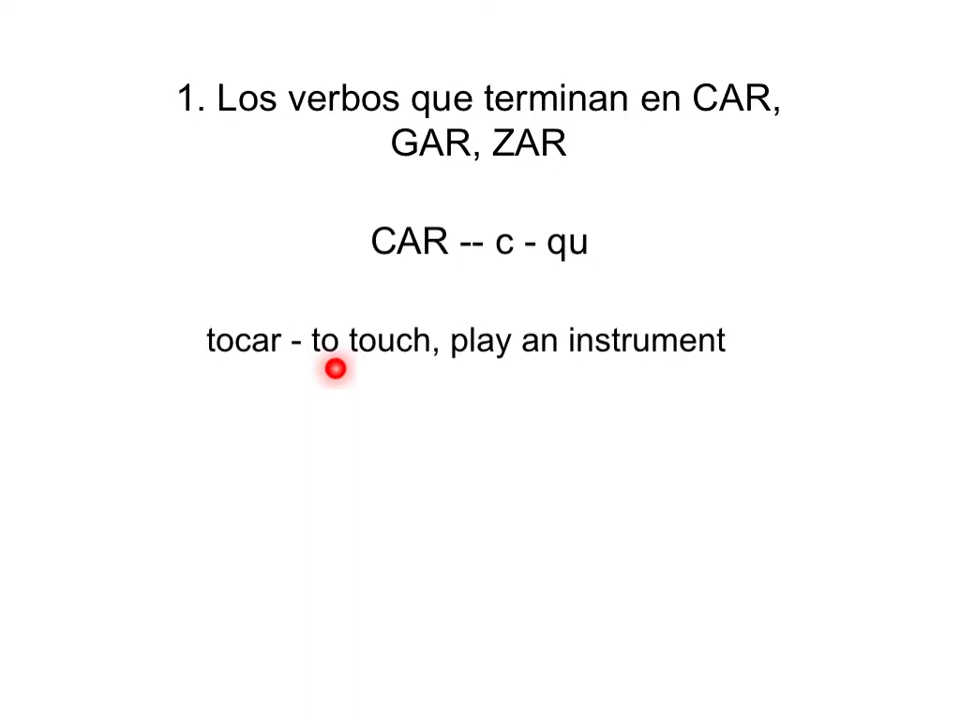 1. Los verbos que terminan en CAR,
GAR, ZAR
CAR -- c - qu
tocar - to touch, play an instrument